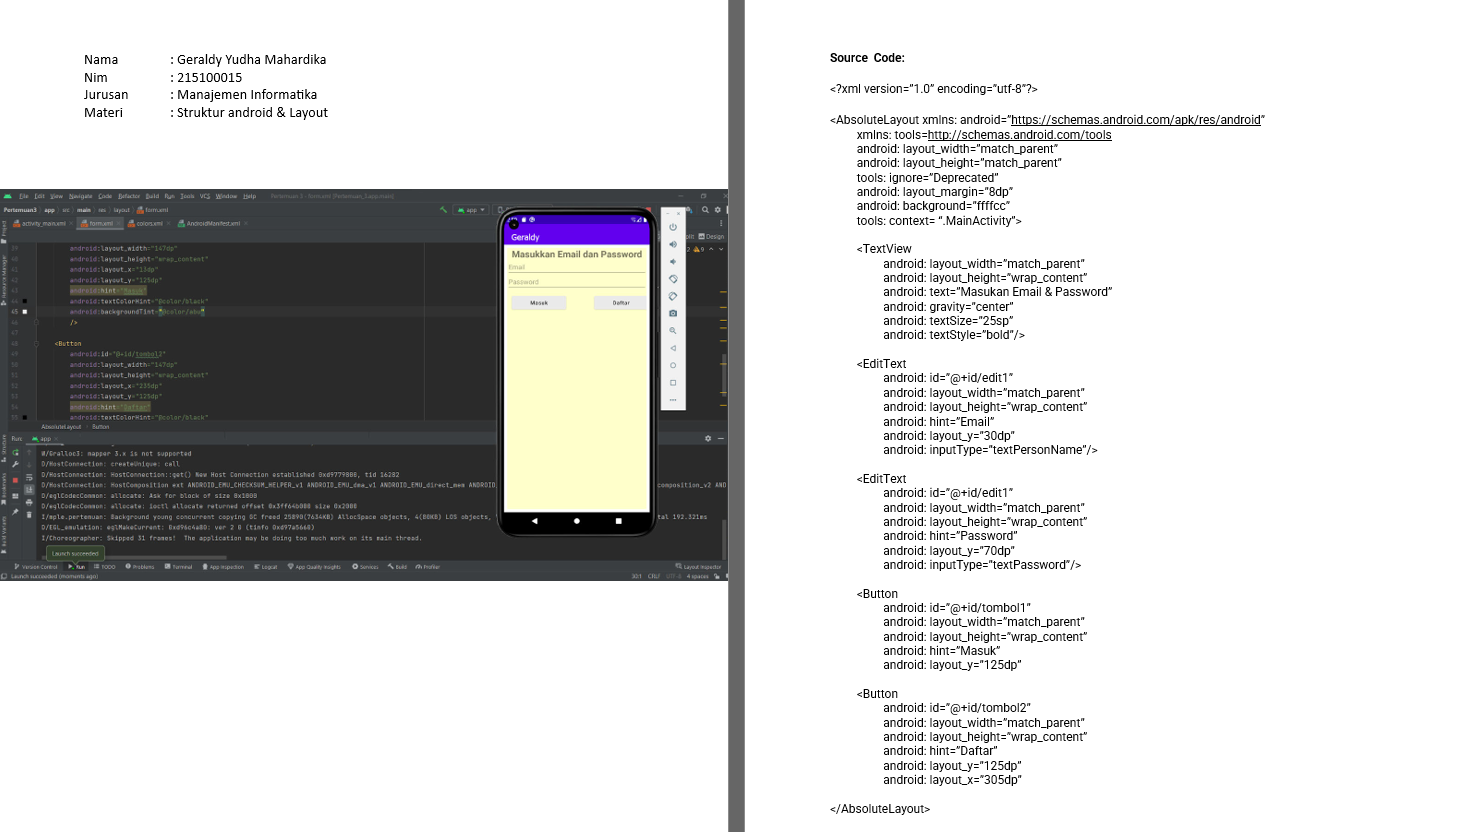 Nama : Geraldy Yudha Mahardika
Nim : 215100015
Jurusan : Manajemen Informatika
Materi : Struktur android & Layout
File Edit View Navigate Code Refactor Build Run Tools VCS Window Help
Pertemuan3 app src main res layout form.xml
app
activity_main.xml form.xml colors.xml AndroidManifest.xml
Design
android:layout_width="147dp"
android:layout_height="wrap_content"
android:layout_x="13dp"
android:layout_y="125dp"
android:hint="Masuk"
android:textColorHint="@color/black"
45 android:backgroundTint="@color/abu"
/>
<Button
android:id="@+id/tombol2"
android:layout_width="147dp"
android:layout_height="wrap_content"
android:layout_x="235dp"
android:layout_y="125dp"
android:hint="Daftar"
android:textColorHint="@color/black"
AbsoluteLayout Button
Geraldy
Masukkan Email dan Password
Email
Password
Masuk Daftar
Run: app
mapper 3.x is not supported
D/HostConnection: createUnique: call
D/HostConnection: HostConnection::get() New Host Connection established 0xd9779880, tid 16282
D/HostConnection: HostComposition ext ANDROID_EMU_CHECKSUM_HELPER_v1 ANDROID_EMU_dma_v1 ANDROID_EMU_direct_mem
D/eglCodecCommon: allocate: Ask for block of size 0x1000
D/eglCodecCommon: allocate: ioctl allocate returned offset 0x3ff64b000 size 0x2000
I/mple.pertemuan: Background young concurrent copying GC freed 25890(7634KB) AllocSpace objects, 4(88KB) LOS objects,
tal 192.321ms
D/EGL_emulation: eglMakeCurrent: 0xd96c4a80: ver 2 0 (tinfo 0xd97a5660)
I/Choreographer: Skipped 31 frames! The application may be doing too much work on its main thread.
Launch succeeded
Version Control Run TODO Problems Terminal App Inspection Logcat App Quality Insights Services Build Profiler Layout Inspector
Launch succeeded (moments ago) 4 spaces
Source Code:
<?xml version=”1.0” encoding=“utf-8”?>
<AbsoluteLayout xmlns: android=”https://schemas.android.com/apk/res/android”
xmlns: tools=http://schemas.android.com/tools
android: layout_width=”match_parent”
android: layout_height=”match_parent”
tools: ignore=”Deprecated”
android: layout_margin=”8dp”
android: background=”ffffcc”
tools: context= “.MainActivity”>
<TextView
android: layout_width=”match_parent”
android: layout_height=”wrap_content”
android: text=”Masukan Email & Password”
android: gravity=”center”
android: textSize=”25sp”
android: textStyle=”bold”/>
<EditText
android: id=”@+id/edit1”
android: layout_width=”match_parent”
android: layout_height=”wrap_content”
android: hint=”Email”
android: layout_y=”30dp”
android: inputType=”textPersonName”/>
<EditText
android: id=”@+id/edit1”
android: layout_width=”match_parent”
android: layout_height=”wrap_content”
android: hint=”Password”
android: layout_y=”70dp”
android: inputType=”textPassword”/>
<Button
android: id=”@+id/tombol1”
android: layout_width=”match_parent”
android: layout_height=”wrap_content”
android: hint=”Masuk”
android: layout_y=”125dp”
<Button
android: id=”@+id/tombol2”
android: layout_width=”match_parent”
android: layout_height=”wrap_content”
android: hint=”Daftar”
android: layout_y=”125dp”
android: layout_x=”305dp”
</AbsoluteLayout>